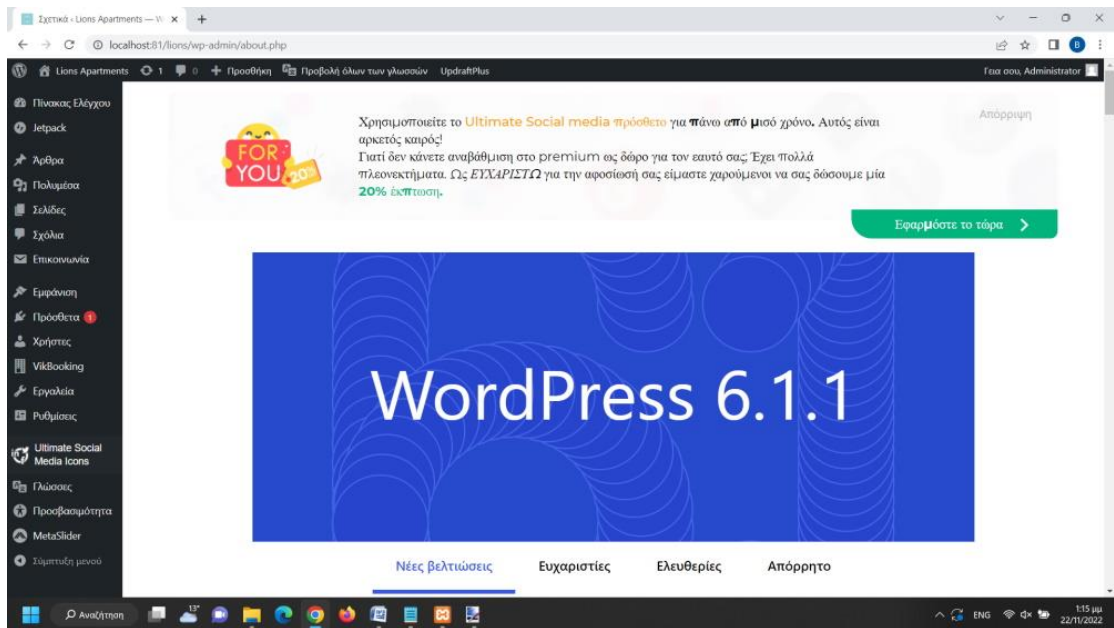 Σχετικά ‹ Lions Apartments — W
localhost:81/lions/wp-admin/about.php
B
Lions Apartments 1 0 + Προσθήκη Προβολή όλων των γλωσσών UpdraftPlus Γεια σου, Administrator
Πίνακας Ελέγχου
Jetpack
Άρθρα
Πολυμέσα
Σελίδες
Σχόλια
Επικοινωνία
Εμφάνιση
Πρόσθετα 1
Χρήστες
VikBooking
Εργαλεία
Ρυθμίσεις
Ultimate Social
Media Icons
Γλώσσες
Προσβασιμότητα
MetaSlider
Σύμπτυξη μενού
FOR
YOU 20%
Χρησιμοποιείτε το Ultimate Social media πρόσθετο για πάνω από μισό χρόνο. Αυτός είναι
αρκετός καιρός!
Γιατί δεν κάνετε αναβάθμιση στο premium ως δώρο για τον εαυτό σας; Έχει πολλά
πλεονεκτήματα. Ως ΕΥΧΑΡΙΣΤΩ για την αφοσίωσή σας είμαστε χαρούμενοι να σας δώσουμε μία
20% έκπτωση.
Απόρριψη
Εφαρμόστε το τώρα
WordPress 6.1.1
Νέες βελτιώσεις Ευχαριστίες Ελευθερίες Απόρρητο
Αναζήτηση 13° ENG 1:15 μμ
22/11/2022